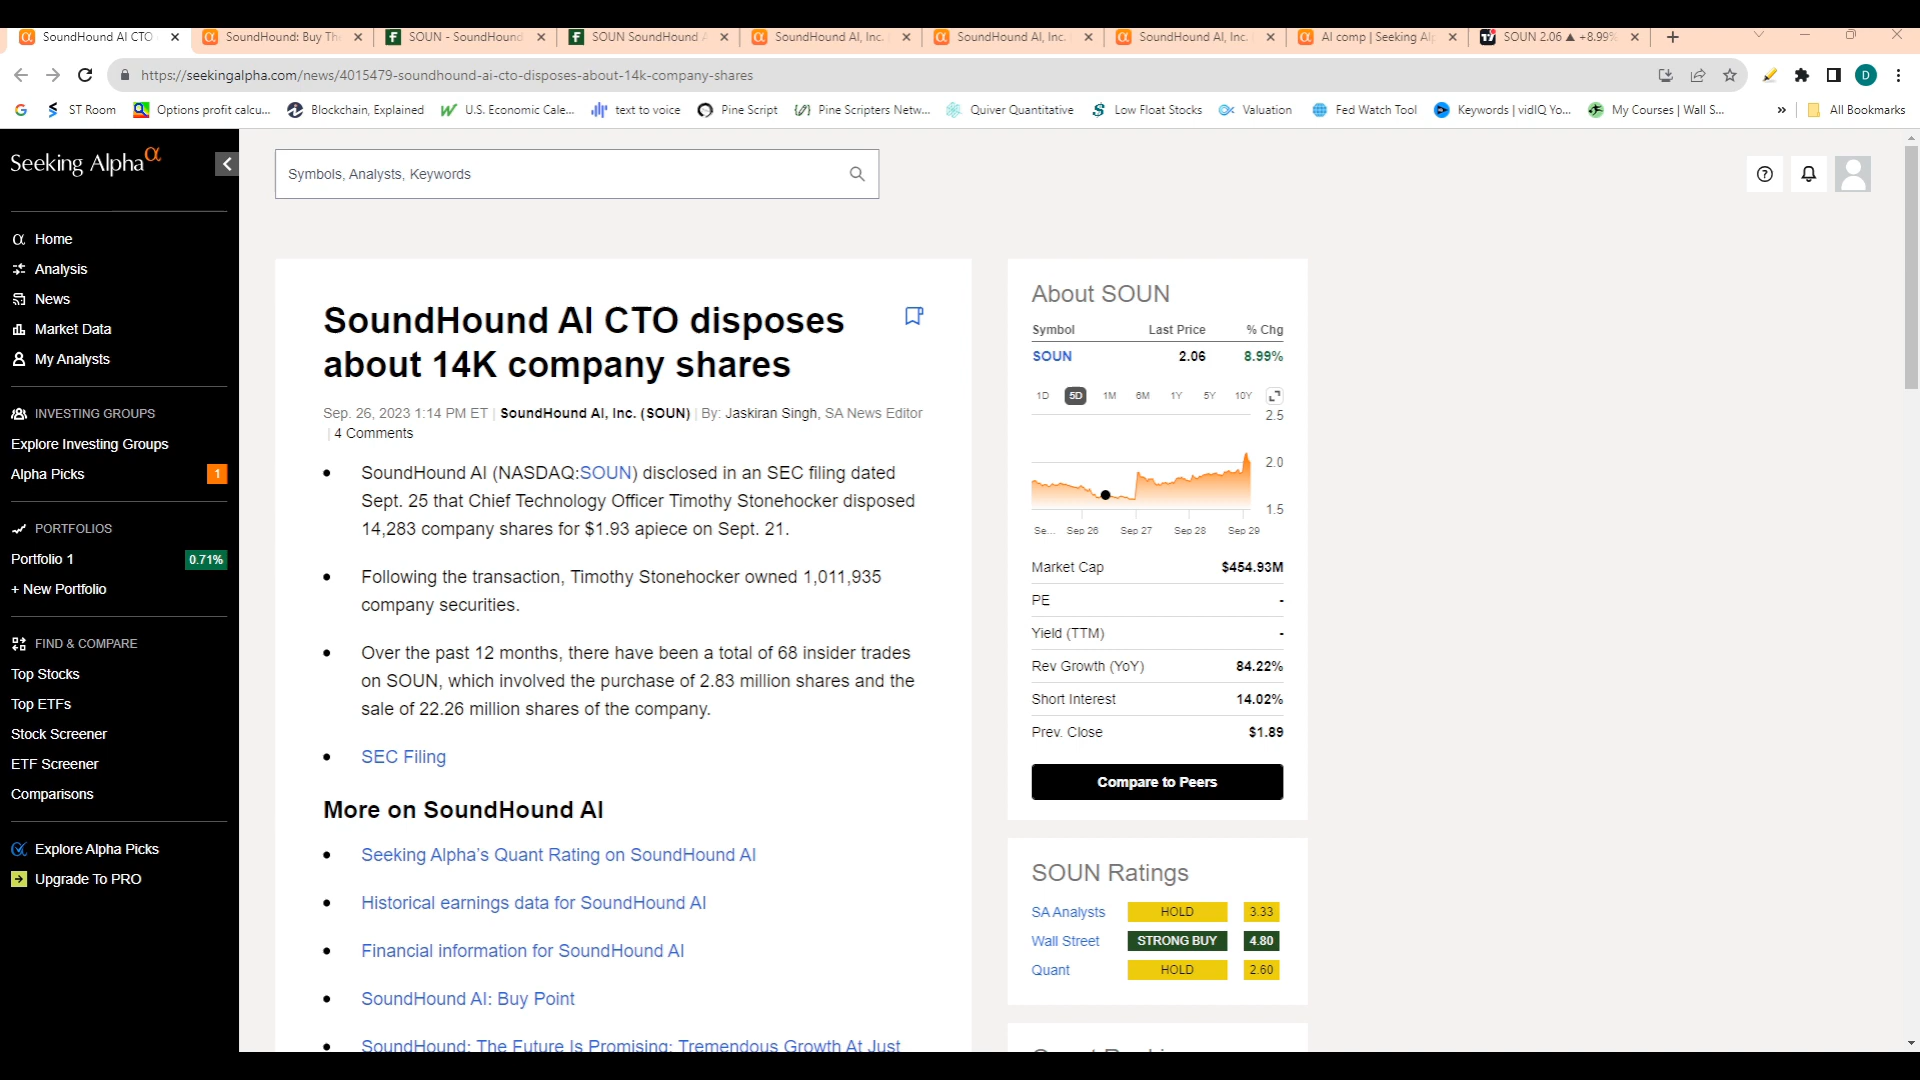 SoundHound AI CTO
SoundHound: Buy The
SOUN - SoundHound
SOUN SoundHound A
SoundHound AI, Inc.
SoundHound AI, Inc.
SoundHound AI, Inc.
AI comp | Seeking Alp
SOUN 2.06 ▲ +8.99%
https://seekingalpha.com/news/4015479-soundhound-ai-cto-disposes-about-14k-company-shares
D
ST Room
Options profit calcu...
Blockchain, Explained
U.S. Economic Cale...
text to voice
Pine Script
Pine Scripters Netw...
Quiver Quantitative
Low Float Stocks
Valuation
Fed Watch Tool
Keywords | vidIQ Yo...
My Courses | Wall S...
»
All Bookmarks
Seeking Alpha α
Symbols, Analysts, Keywords
Home
Analysis
News
Market Data
My Analysts
INVESTING GROUPS
Explore Investing Groups
Alpha Picks 1
PORTFOLIOS
Portfolio 1 0.71%
+ New Portfolio
FIND & COMPARE
Top Stocks
Top ETFs
Stock Screener
ETF Screener
Comparisons
Explore Alpha Picks
Upgrade To PRO
SoundHound AI CTO disposes
about 14K company shares
Sep. 26, 2023 1:14 PM ET | SoundHound AI, Inc. (SOUN) | By: Jaskiran Singh, SA News Editor
| 4 Comments
• SoundHound AI (NASDAQ:SOUN) disclosed in an SEC filing dated
Sept. 25 that Chief Technology Officer Timothy Stonehocker disposed
14,283 company shares for $1.93 apiece on Sept. 21.
• Following the transaction, Timothy Stonehocker owned 1,011,935
company securities.
• Over the past 12 months, there have been a total of 68 insider trades
on SOUN, which involved the purchase of 2.83 million shares and the
sale of 22.26 million shares of the company.
• SEC Filing
More on SoundHound AI
• Seeking Alpha's Quant Rating on SoundHound AI
• Historical earnings data for SoundHound AI
• Financial information for SoundHound AI
• SoundHound AI: Buy Point
• SoundHound: The Future Is Promising: Tremendous Growth At Just
About SOUN
Symbol Last Price % Chg
SOUN 2.06 8.99%
1D 5D 1M 6M 1Y 5Y 10Y
2.5
2.0
1.5
Se... Sep 26 Sep 27 Sep 28 Sep 29
Market Cap $454.93M
PE -
Yield (TTM) -
Rev Growth (YoY) 84.22%
Short Interest 14.02%
Prev. Close $1.89
Compare to Peers
SOUN Ratings
SA Analysts HOLD 3.33
Wall Street STRONG BUY 4.80
Quant HOLD 2.60